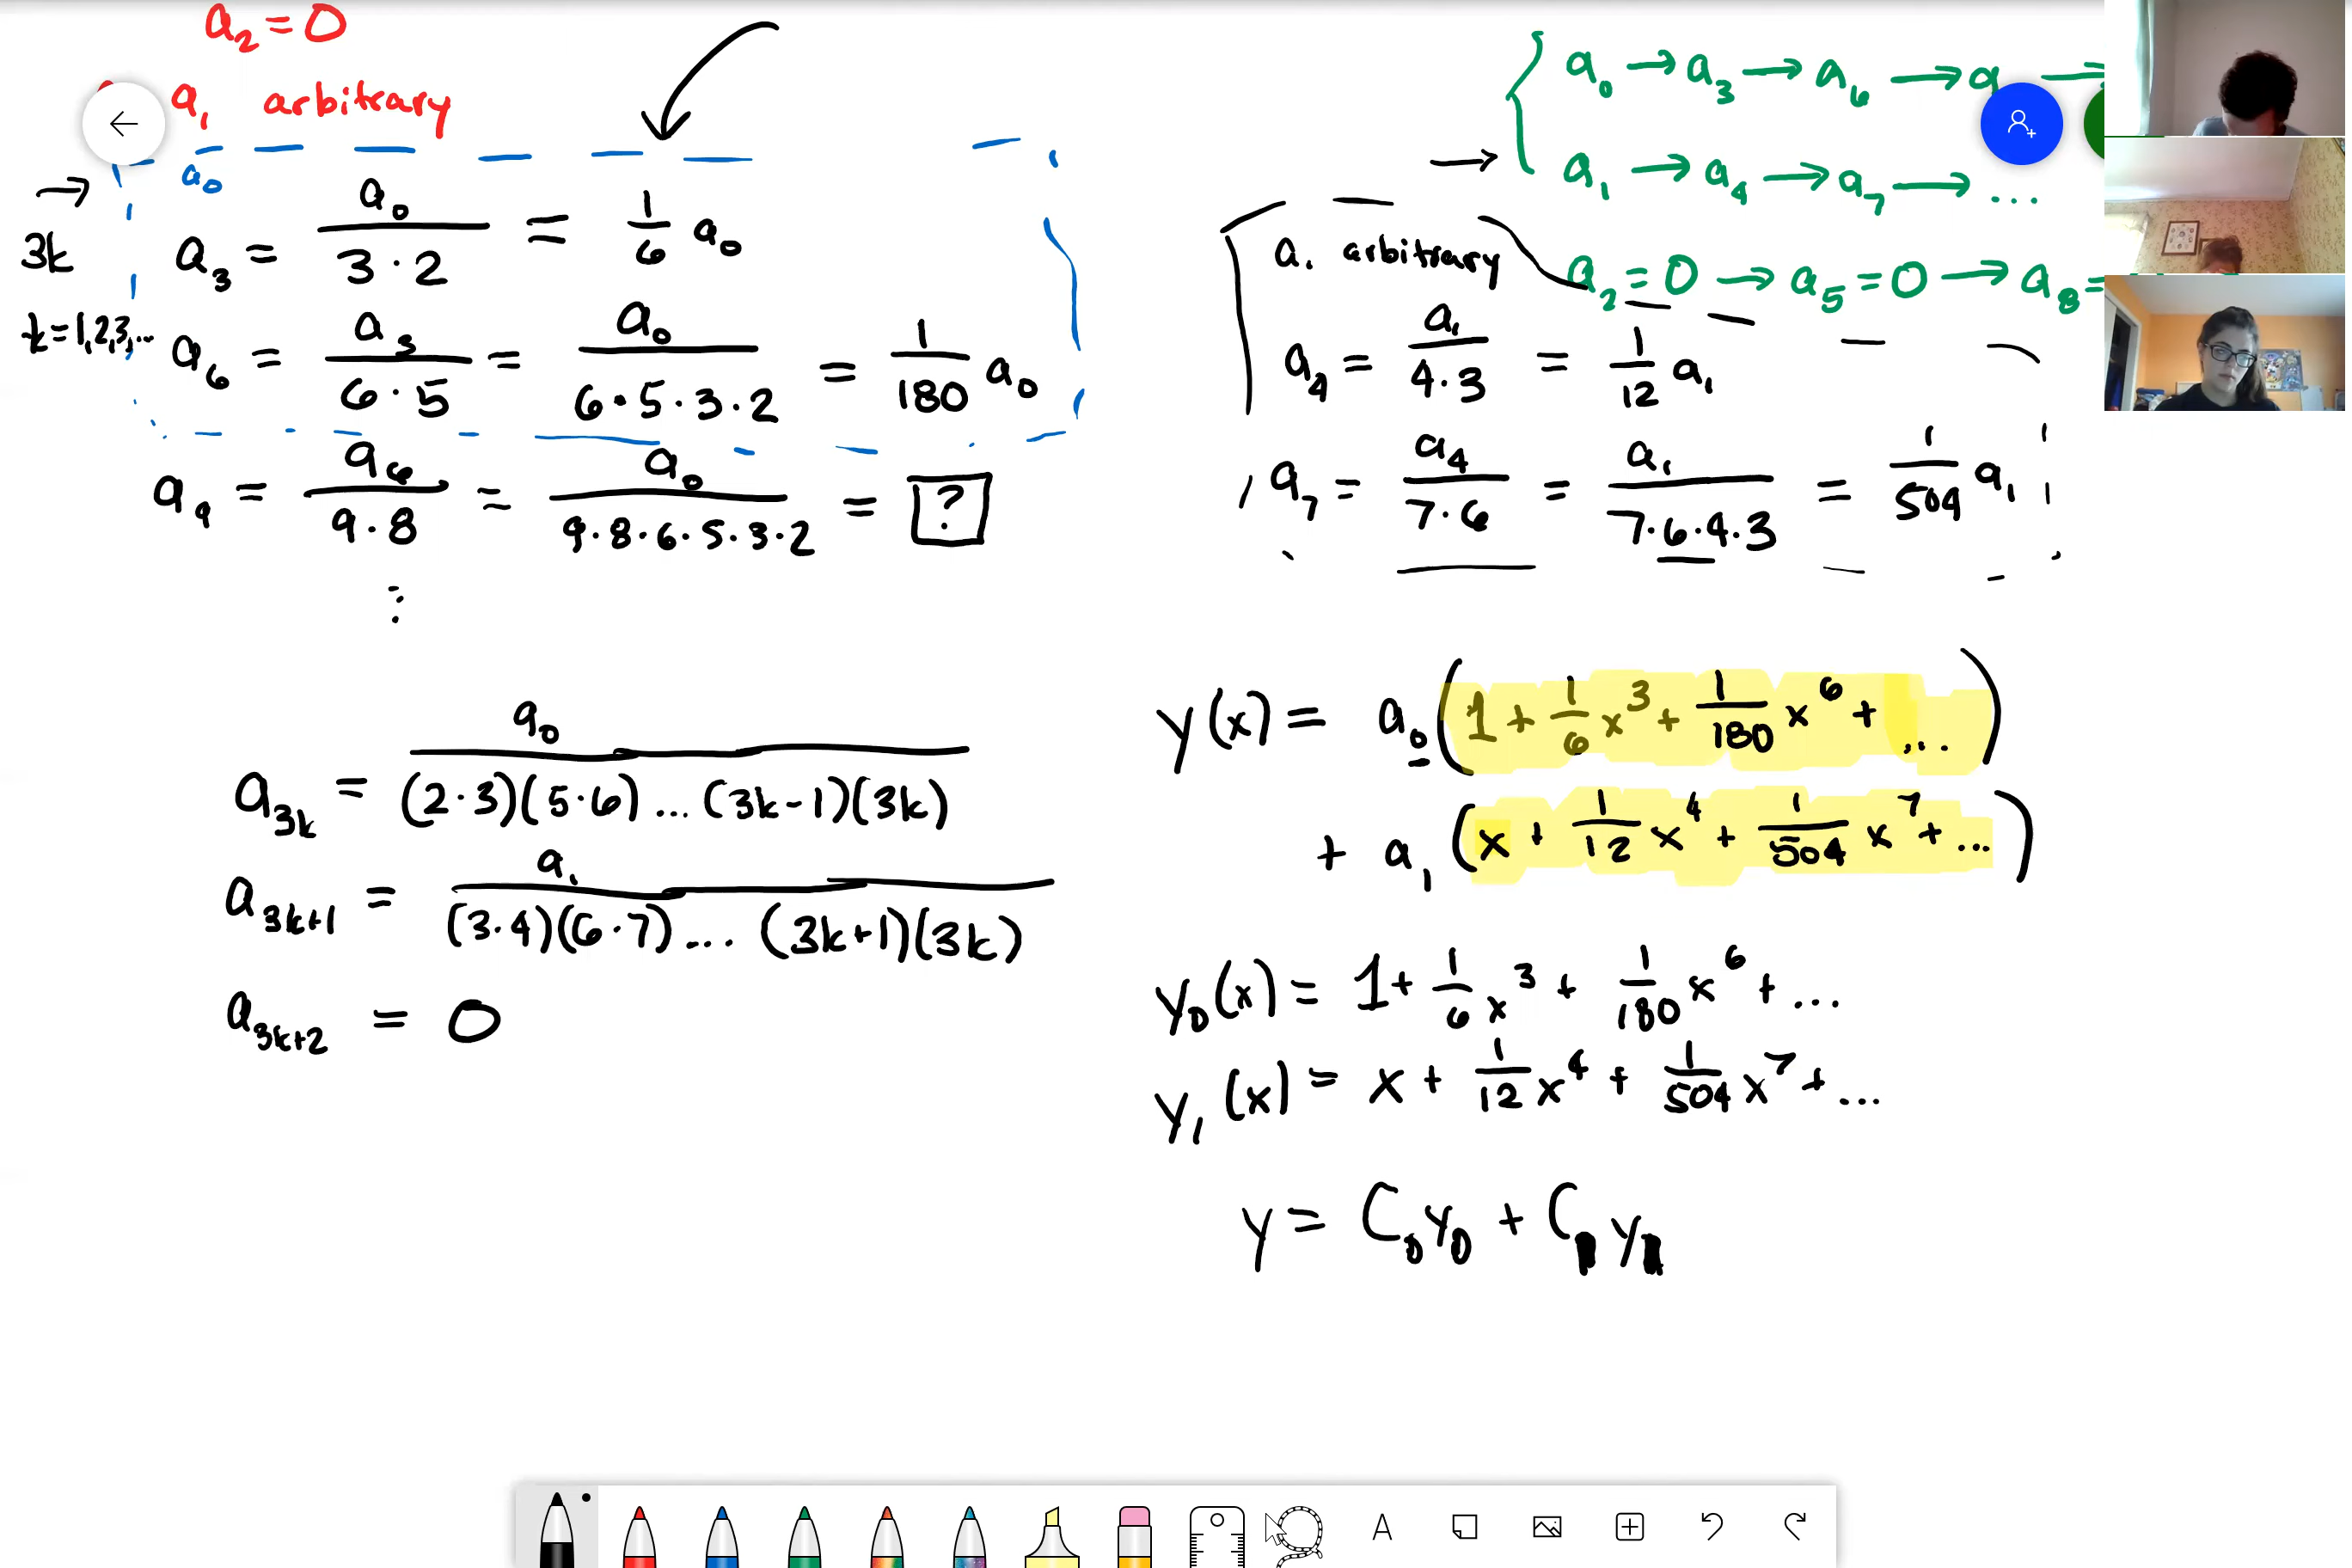 a₂ = 0
a₁ arbitrary
a₀
3k
k=1,2,3,...
a₃ = a₀/(3·2) = 1/6 a₀
a₆ = a₃/(6·5) = a₀/(6·5·3·2) = 1/180 a₀
a₉ = a₆/(9·8) = a₀/(9·8·6·5·3·2) = ?
⋮
a₃ₖ = a₀/((2·3)(5·6)...(3k-1)(3k))
a₃ₖ₊₁ = a₁/((3·4)(6·7)...(3k+1)(3k))
a₃ₖ₊₂ = 0
→ a₀ → a₃ → a₆ → a →
a₁ → a₄ → a₇ → ...
a₂ = 0 → a₅ = 0 → a₈ =
a₁ arbitrary
a₄ = a₁/(4·3) = 1/12 a₁
a₇ = a₄/(7·6) = a₁/(7·6·4·3) = 1/504 a₁
y(x) = a₀(1 + 1/6 x³ + 1/180 x⁶ + ...)
+ a₁(x + 1/12 x⁴ + 1/504 x⁷ + ...)
y₀(x) = 1 + 1/6 x³ + 1/180 x⁶ + ...
y₁(x) = x + 1/12 x⁴ + 1/504 x⁷ + ...
y = C₀y₀ + C₁y₁
A